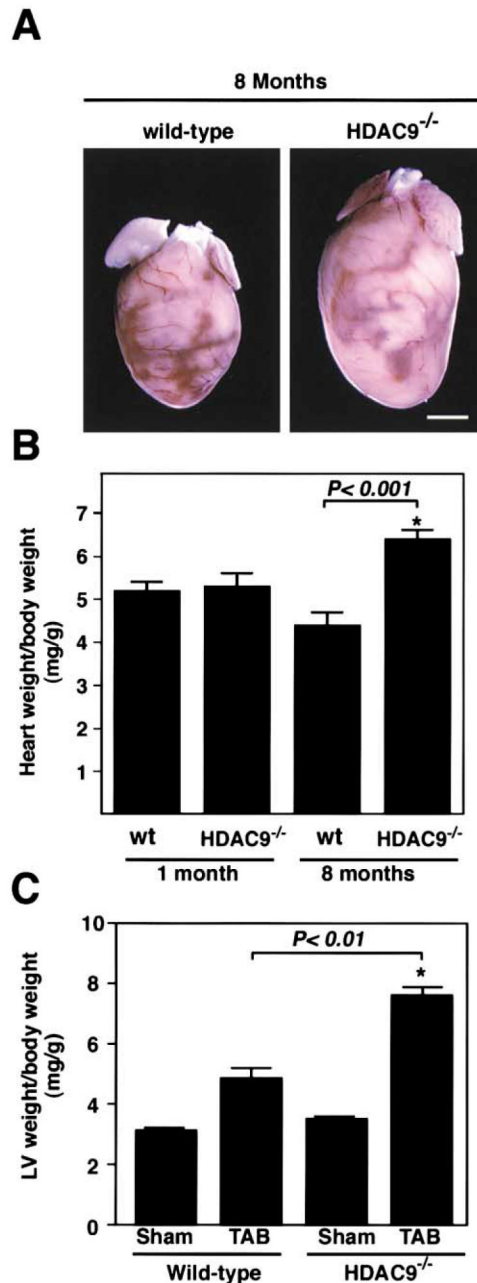 A
8 Months
wild-type HDAC9-/-
B
P< 0.001
*
7
6
5
4
3
2
1
Heart weight/body weight
(mg/g)
wt HDAC9-/- wt HDAC9-/-
1 month 8 months
C
P< 0.01
*
10
8
6
4
2
0
LV weight/body weight
(mg/g)
Sham TAB Sham TAB
Wild-type HDAC9-/-